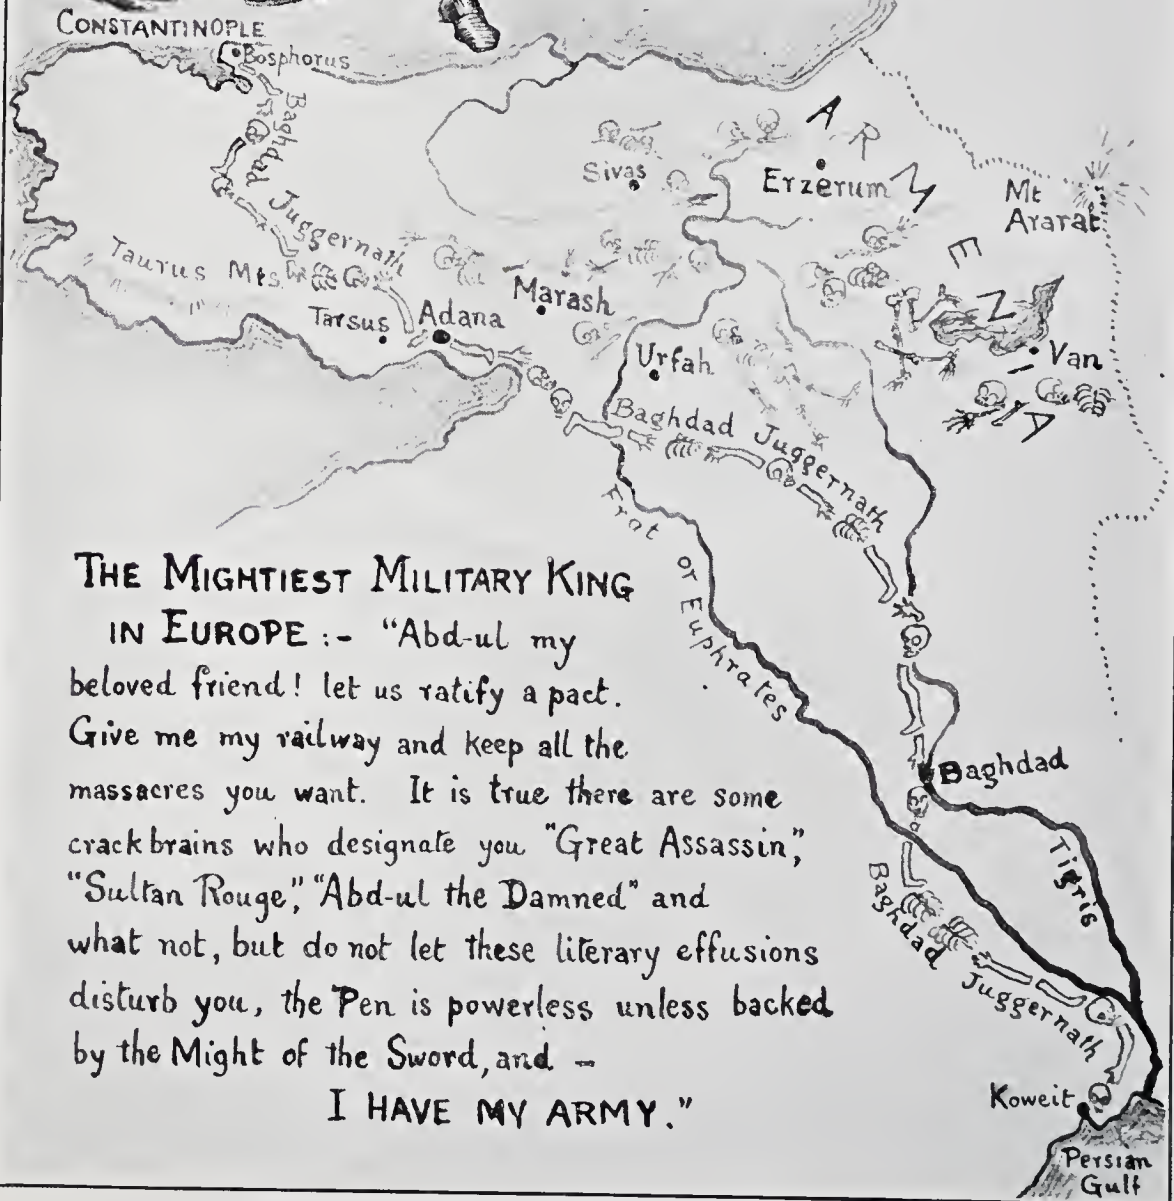 CONSTANTINOPLE
Bosphorus
Baghdad Juggernath
ARMENIA
Sivas
Erzerum
Mt
Ararat
Taurus Mts.
Marash
Tarsus
Adana
Van
Urfah
Baghdad Juggernath
Frat or Euphrates
THE MIGHTIEST MILITARY KING
IN EUROPE :- "Abd-ul my
beloved friend! let us ratify a pact.
Give me my railway and keep all the
massacres you want. It is true there are some
crackbrains who designate you "Great Assassin,"
"Sultan Rouge," "Abd-ul the Damned" and
what not, but do not let these literary effusions
disturb you, the Pen is powerless unless backed
by the Might of the Sword, and -
I HAVE MY ARMY."
Baghdad
Tigris
Baghdad Juggernath
Koweit
Persian
Gulf